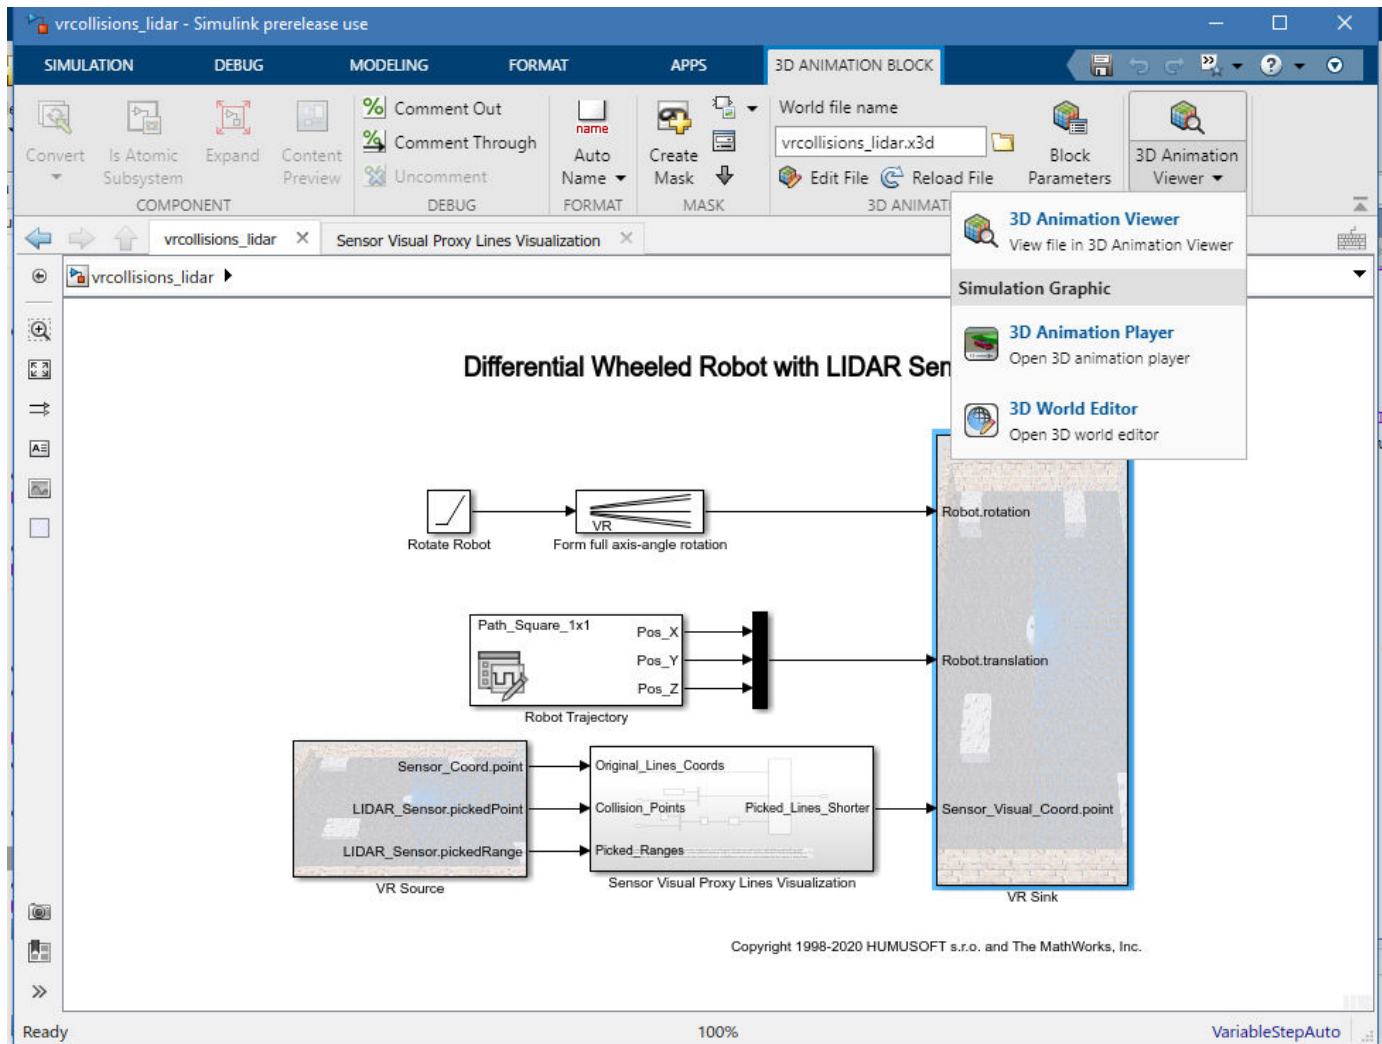 vrcollisions_lidar - Simulink prerelease use
SIMULATION DEBUG MODELING FORMAT APPS 3D ANIMATION BLOCK
Convert
Is Atomic Subsystem
Expand
Content Preview
COMPONENT
Comment Out
Comment Through
Uncomment
DEBUG
name
Auto Name
FORMAT
Create Mask
MASK
World file name
vrcollisions_lidar.x3d
Edit File Reload File
Block Parameters
3D Animation Viewer
3D ANIMATI
vrcollisions_lidar
Sensor Visual Proxy Lines Visualization
vrcollisions_lidar
3D Animation Viewer
View file in 3D Animation Viewer
Simulation Graphic
3D Animation Player
Open 3D animation player
3D World Editor
Open 3D world editor
Differential Wheeled Robot with LIDAR Sen
Rotate Robot
VR
Form full axis-angle rotation
Robot.rotation
Path_Square_1x1
Pos_X
Pos_Y
Pos_Z
Robot Trajectory
Robot.translation
Sensor_Coord.point
LIDAR_Sensor.pickedPoint
LIDAR_Sensor.pickedRange
VR Source
Original_Lines_Coords
Collision_Points
Picked_Ranges
Picked_Lines_Shorter
Sensor Visual Proxy Lines Visualization
Sensor_Visual_Coord.point
VR Sink
Copyright 1998-2020 HUMUSOFT s.r.o. and The MathWorks, Inc.
Ready 100% VariableStepAuto